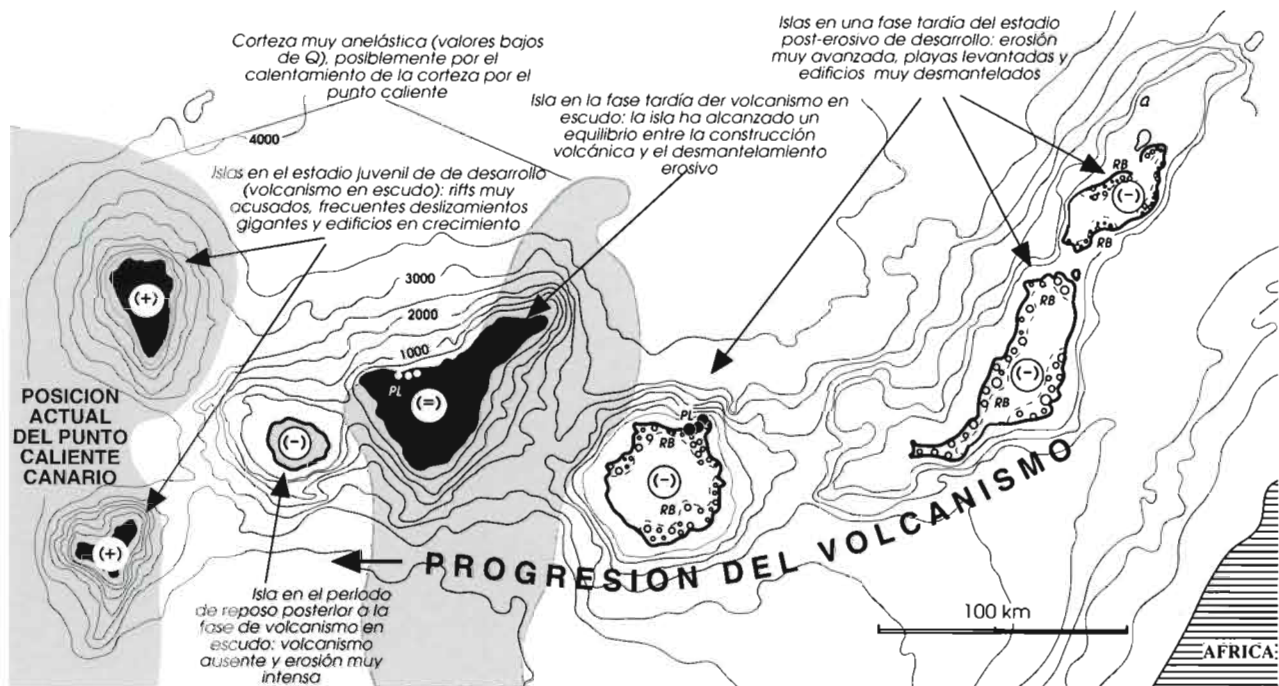 Corteza muy anelástica (valores bajos
de Q), posiblemente por el
calentamiento de la corteza por el
punto caliente
Islas en una fase tardía del estadio
post-erosivo de desarrollo: erosión
muy avanzada, playas levantadas y
edificios muy desmantelados
Isla en la fase tardía der volcanismo en
escudo: la isla ha alcanzado un
equilibrio entre la construcción
volcánica y el desmantelamiento
erosivo
4000
Islas en el estadio juvenil de de desarrollo
(volcanismo en escudo): rifts muy
acusados, frecuentes deslizamientos
gigantes y edificios en crecimiento
a
RB
(-)
9
RB
3000
2000
1000
(+)
PL
(=)
RB
(-)
RB
POSICION
ACTUAL
DEL PUNTO
CALIENTE
CANARIO
(-)
PL
9
RB
(-)
RB
(+)
PROGRESION DEL VOLCANISMO
Isla en el período
de reposo posterior a la
fase de volcanismo en
escudo: volcanismo
ausente y erosión muy
intensa
100 km
AFRICA